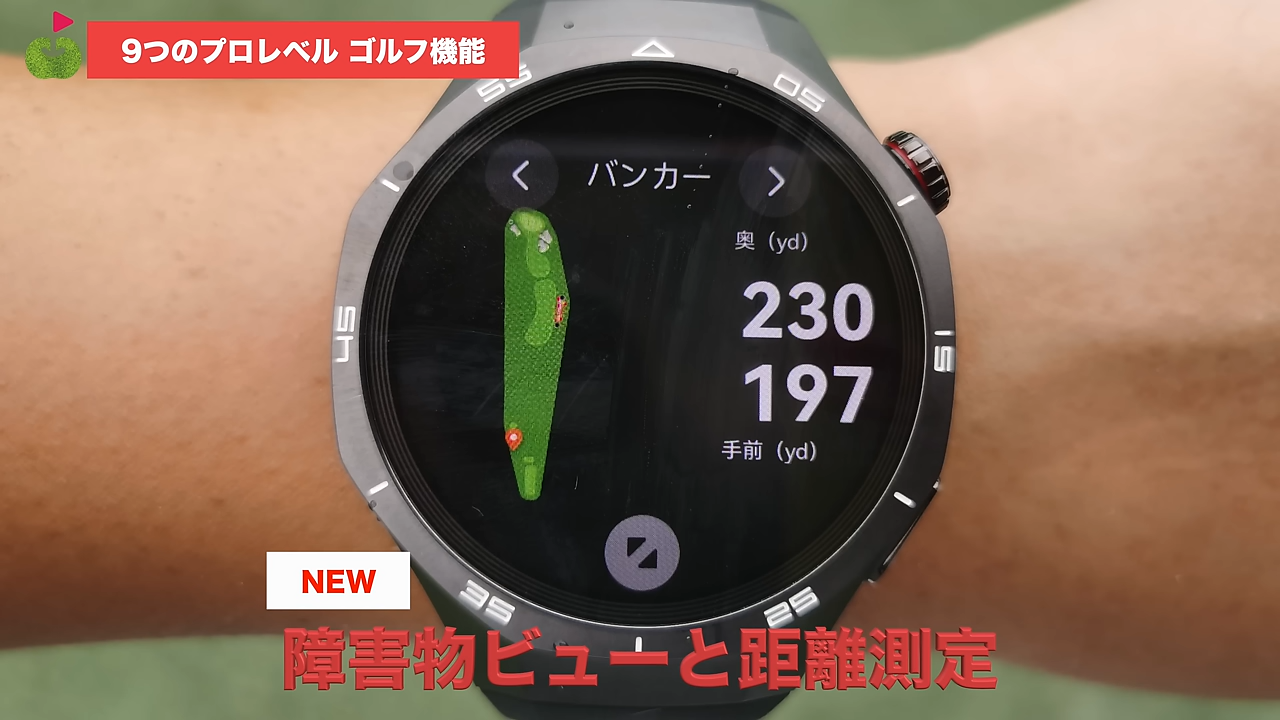 9つのプロレベル ゴルフ機能
55
05
バンカー
奥（yd）
230
197
手前（yd）
45
15
35
25
NEW
障害物ビューと距離測定